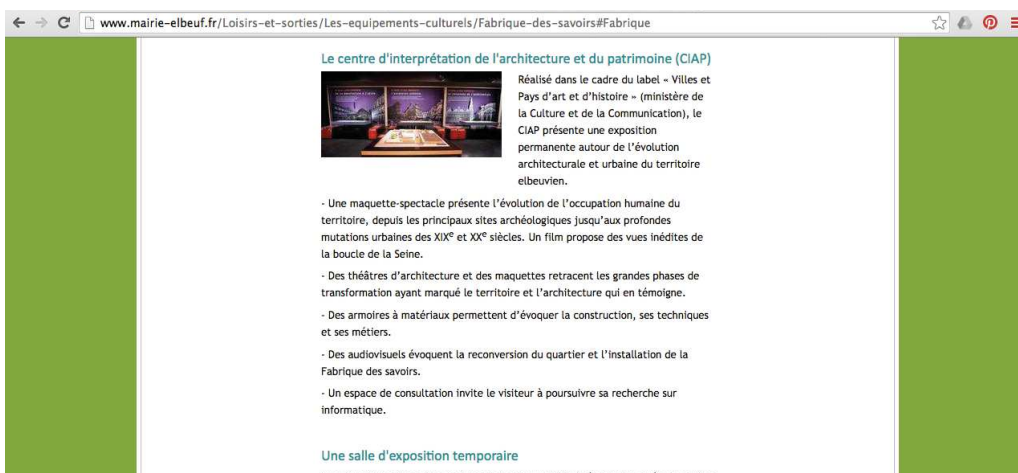 www.mairie-elbeuf.fr/Loisirs-et-sorties/Les-equipements-culturels/Fabrique-des-savoirs#Fabrique
Le centre d'interprétation de l'architecture et du patrimoine (CIAP)
Réalisé dans le cadre du label « Villes et
Pays d'art et d'histoire » (ministère de
la Culture et de la Communication), le
CIAP présente une exposition
permanente autour de l'évolution
architecturale et urbaine du territoire
elbeuvien.
- Une maquette-spectacle présente l'évolution de l'occupation humaine du
territoire, depuis les principaux sites archéologiques jusqu'aux profondes
mutations urbaines des XIXe et XXe siècles. Un film propose des vues inédites de
la boucle de la Seine.
- Des théâtres d'architecture et des maquettes retracent les grandes phases de
transformation ayant marqué le territoire et l'architecture qui en témoigne.
- Des armoires à matériaux permettent d'évoquer la construction, ses techniques
et ses métiers.
- Des audiovisuels évoquent la reconversion du quartier et l'installation de la
Fabrique des savoirs.
- Un espace de consultation invite le visiteur à poursuivre sa recherche sur
informatique.
Une salle d'exposition temporaire